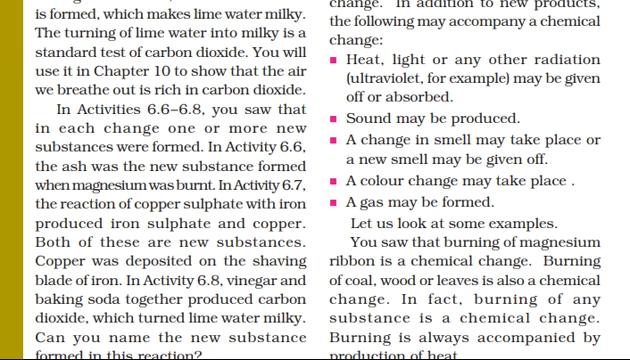 is formed, which makes lime water milky.
The turning of lime water into milky is a
standard test of carbon dioxide. You will
use it in Chapter 10 to show that the air
we breathe out is rich in carbon dioxide.
In Activities 6.6–6.8, you saw that
in each change one or more new
substances were formed. In Activity 6.6,
the ash was the new substance formed
when magnesium was burnt. In Activity 6.7,
the reaction of copper sulphate with iron
produced iron sulphate and copper.
Both of these are new substances.
Copper was deposited on the shaving
blade of iron. In Activity 6.8, vinegar and
baking soda together produced carbon
dioxide, which turned lime water milky.
Can you name the new substance
formed in this reaction?
change. In addition to new products,
the following may accompany a chemical
change:
■ Heat, light or any other radiation
(ultraviolet, for example) may be given
off or absorbed.
■ Sound may be produced.
■ A change in smell may take place or
a new smell may be given off.
■ A colour change may take place .
■ A gas may be formed.
Let us look at some examples.
You saw that burning of magnesium
ribbon is a chemical change. Burning
of coal, wood or leaves is also a chemical
change. In fact, burning of any
substance is a chemical change.
Burning is always accompanied by
production of heat